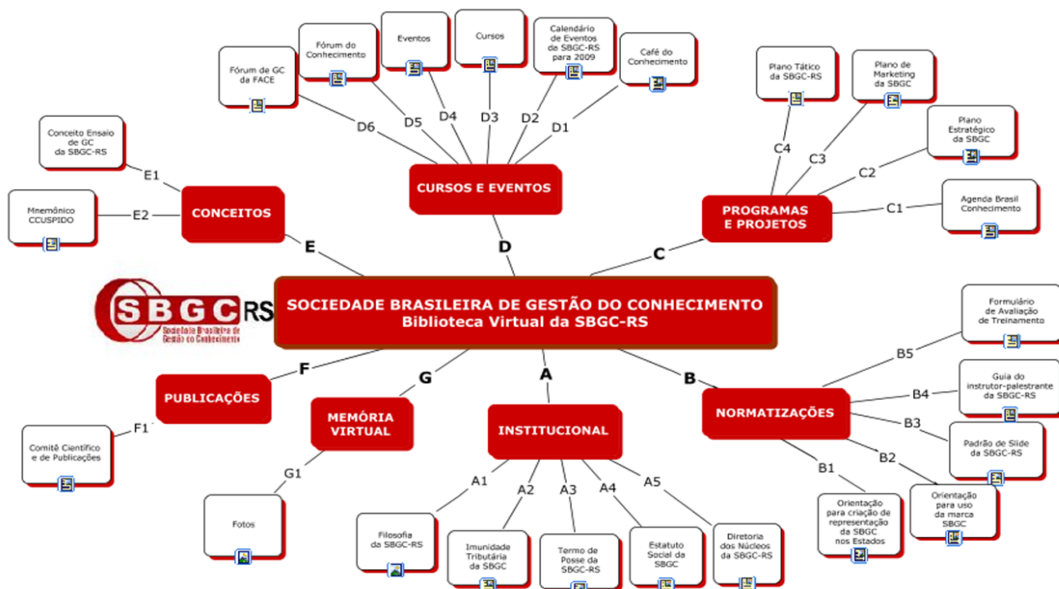 Fórum de GC
da FACE
Fórum do
Conhecimento
Eventos
Cursos
Calendário
de Eventos
da SBGC-RS
para 2009
Café do
Conhecimento
Plano Tático
da SBGC-RS
Plano de
Marketing
da SBGC
Plano
Estratégico
da SBGC
Agenda Brasil
Conhecimento
Conceito Ensaio
de GC
da SBGC-RS
Mnemônico
CCUSPIDO
D6
D5
D4
D3
D2
D1
C4
C3
C2
C1
E1
E2
CONCEITOS
CURSOS E EVENTOS
PROGRAMAS
E PROJETOS
E
D
C
SBGC RS
Sociedade Brasileira de
Gestão do Conhecimento
SOCIEDADE BRASILEIRA DE GESTÃO DO CONHECIMENTO
Biblioteca Virtual da SBGC-RS
F
G
A
B
PUBLICAÇÕES
MEMÓRIA
VIRTUAL
INSTITUCIONAL
NORMATIZAÇÕES
F1
Comitê Científico
e de Publicações
G1
Fotos
A1
A2
A3
A4
A5
Filosofia
da SBGC-RS
Imunidade
Tributária
da SBGC
Termo de
Posse da
SBGC-RS
Estatuto
Social da
SBGC
Diretoria
dos Núcleos
da SBGC-RS
B5
B4
B3
B2
B1
Formulário
de Avaliação
de Treinamento
Guia do
instrutor-palestrante
da SBGC-RS
Padrão de Slide
da SBGC-RS
Orientação
para uso
da marca
SBGC
Orientação
para criação de
representação
da SBGC
nos Estados